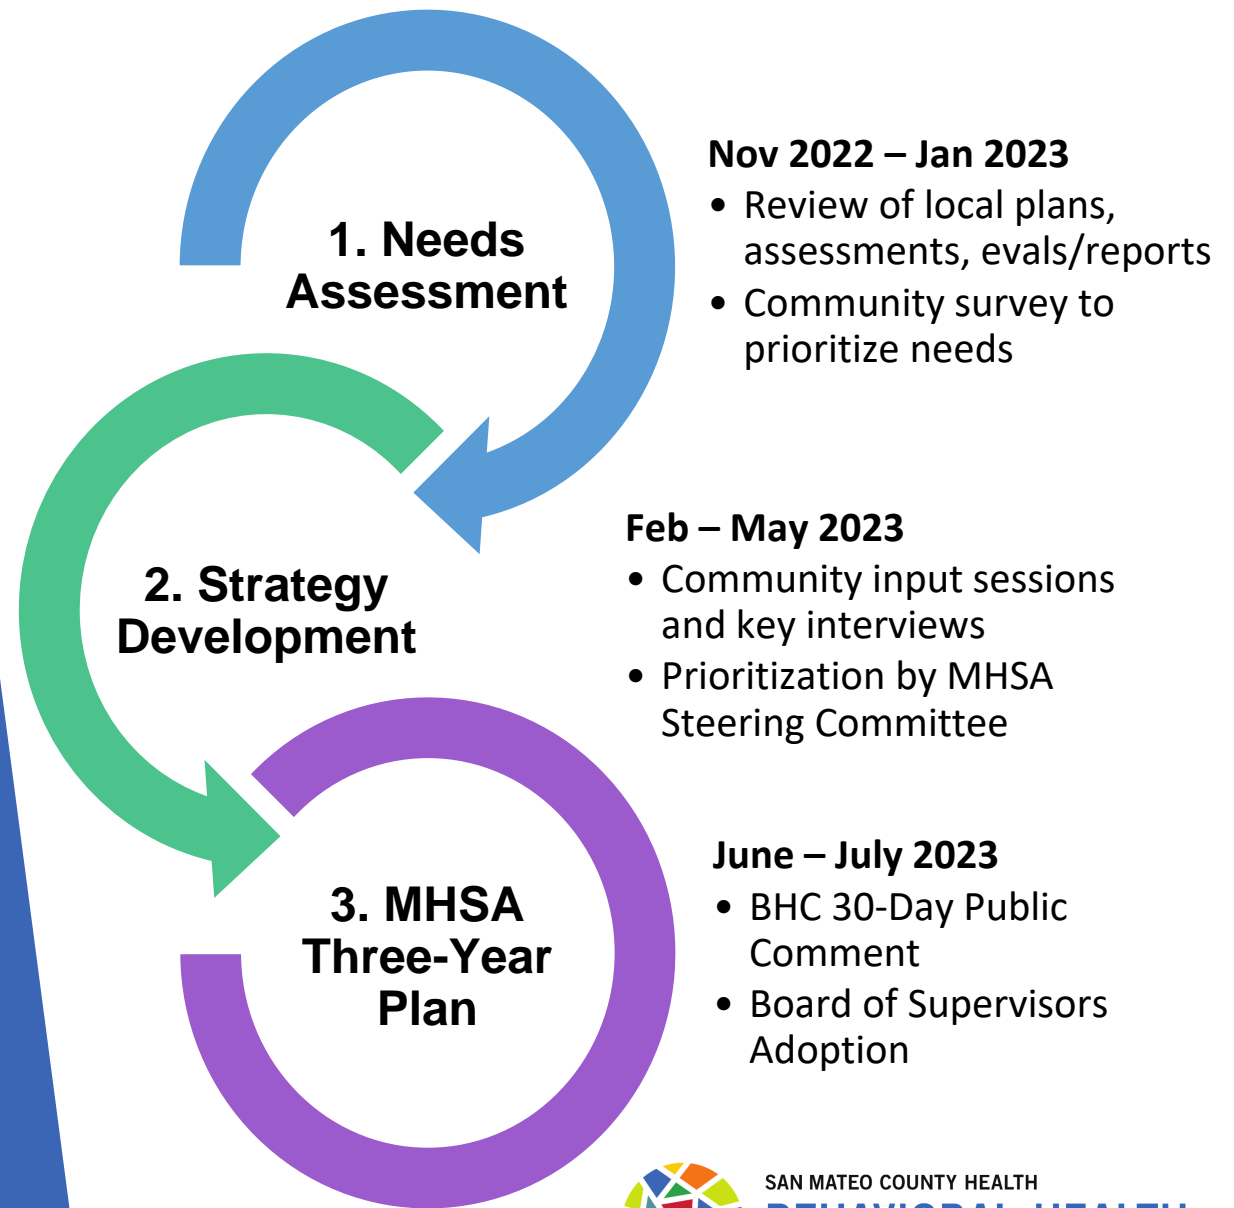 1. Needs
Assessment
Nov 2022 – Jan 2023
• Review of local plans,
assessments, evals/reports
• Community survey to
prioritize needs
2. Strategy
Development
Feb – May 2023
• Community input sessions
and key interviews
• Prioritization by MHSA
Steering Committee
3. MHSA
Three-Year
Plan
June – July 2023
• BHC 30-Day Public
Comment
• Board of Supervisors
Adoption
SAN MATEO COUNTY HEALTH
BEHAVIORAL HEALTH